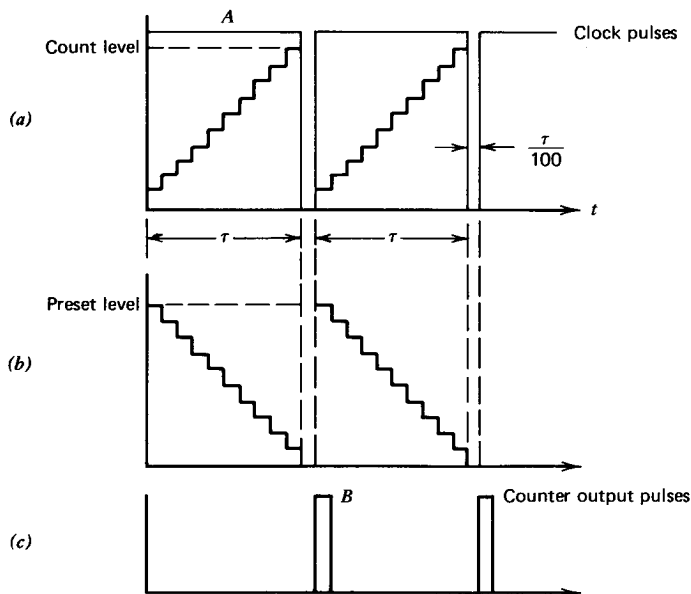 A
Count level
Clock pulses
(a)
τ
100
t
τ
τ
Preset level
(b)
B
Counter output pulses
(c)